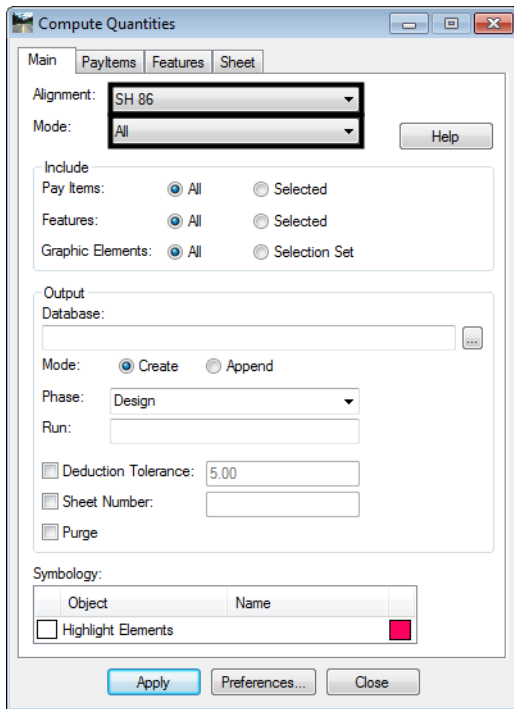 Compute Quantities
Main PayItems Features Sheet
Alignment: SH 86
Mode: All
Help
Include
Pay Items: All Selected
Features: All Selected
Graphic Elements: All Selection Set
Output
Database:
...
Mode: Create Append
Phase: Design
Run:
Deduction Tolerance: 5.00
Sheet Number:
Purge
Symbology:
Object Name
Highlight Elements
Apply Preferences... Close